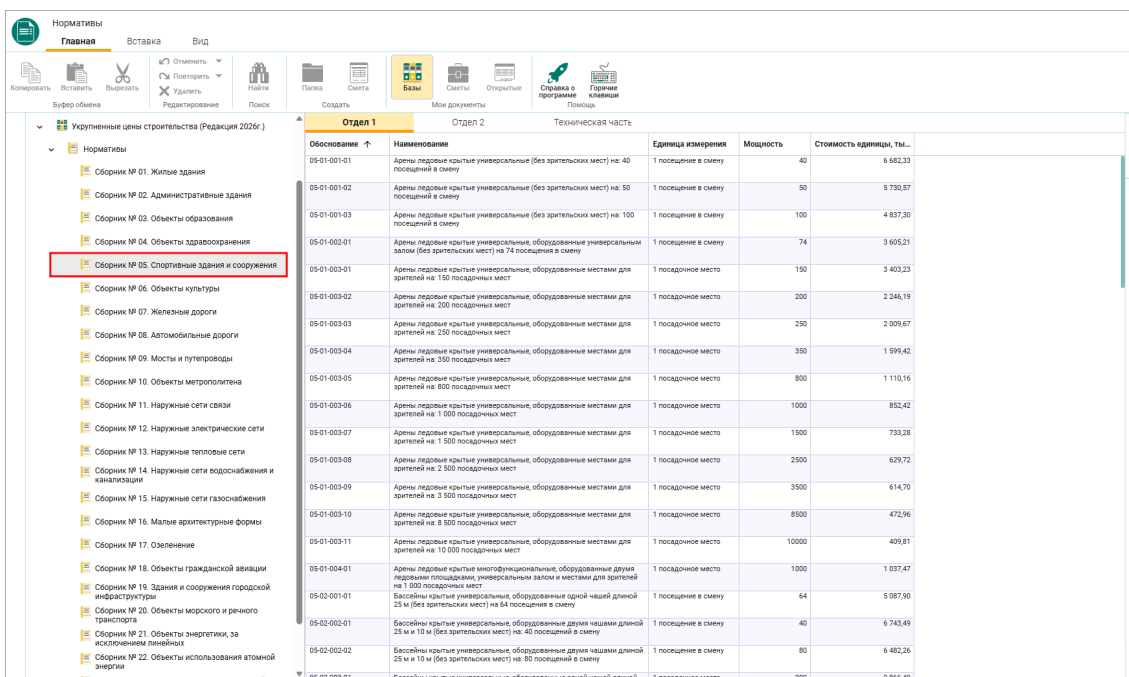 Нормативы
Главная Вставка Вид
Копировать Вставить Вырезать
Отменить
Повторить
Удалить
Найти
Папка Смета
Базы Сметы Открытые
Справка о программе
Горячие клавиши
Буфер обмена Редактирование Поиск Создать Мои документы Помощь
Укрупненные цены строительства (Редакция 2026г.)
Нормативы
Сборник № 01. Жилые здания
Сборник № 02. Административные здания
Сборник № 03. Объекты образования
Сборник № 04. Объекты здравоохранения
Сборник № 05. Спортивные здания и сооружения
Сборник № 06. Объекты культуры
Сборник № 07. Железные дороги
Сборник № 08. Автомобильные дороги
Сборник № 09. Мосты и путепроводы
Сборник № 10. Объекты метрополитена
Сборник № 11. Наружные сети связи
Сборник № 12. Наружные электрические сети
Сборник № 13. Наружные тепловые сети
Сборник № 14. Наружные сети водоснабжения и
канализации
Сборник № 15. Наружные сети газоснабжения
Сборник № 16. Малые архитектурные формы
Сборник № 17. Озеленение
Сборник № 18. Объекты гражданской авиации
Сборник № 19. Здания и сооружения городской
инфраструктуры
Сборник № 20. Объекты морского и речного
транспорта
Сборник № 21. Объекты энергетики, за
исключением линейных
Сборник № 22. Объекты использования атомной
энергии
Отдел 1 Отдел 2 Техническая часть
Обоснование Наименование Единица измерения Мощность Стоимость единицы, ты...
05-01-001-01 Арены ледовые крытые универсальные (без зрительских мест) на: 40 1 посещение в смену 40 6 682,33
посещений в смену
05-01-001-02 Арены ледовые крытые универсальные (без зрительских мест) на: 50 1 посещение в смену 50 5 730,57
посещений в смену
05-01-001-03 Арены ледовые крытые универсальные (без зрительских мест) на: 100 1 посещение в смену 100 4 837,30
посещений в смену
05-01-002-01 Арены ледовые крытые универсальные, оборудованные универсальным 1 посещение в смену 74 3 605,21
залом (без зрительских мест) на 74 посещения в смену
05-01-003-01 Арены ледовые крытые универсальные, оборудованные местами для 1 посадочное место 150 3 403,23
зрителей на: 150 посадочных мест
05-01-003-02 Арены ледовые крытые универсальные, оборудованные местами для 1 посадочное место 200 2 246,19
зрителей на: 200 посадочных мест
05-01-003-03 Арены ледовые крытые универсальные, оборудованные местами для 1 посадочное место 250 2 009,67
зрителей на: 250 посадочных мест
05-01-003-04 Арены ледовые крытые универсальные, оборудованные местами для 1 посадочное место 350 1 599,42
зрителей на: 350 посадочных мест
05-01-003-05 Арены ледовые крытые универсальные, оборудованные местами для 1 посадочное место 800 1 110,16
зрителей на: 800 посадочных мест
05-01-003-06 Арены ледовые крытые универсальные, оборудованные местами для 1 посадочное место 1000 852,42
зрителей на: 1 000 посадочных мест
05-01-003-07 Арены ледовые крытые универсальные, оборудованные местами для 1 посадочное место 1500 733,28
зрителей на: 1 500 посадочных мест
05-01-003-08 Арены ледовые крытые универсальные, оборудованные местами для 1 посадочное место 2500 629,72
зрителей на: 2 500 посадочных мест
05-01-003-09 Арены ледовые крытые универсальные, оборудованные местами для 1 посадочное место 3500 614,70
зрителей на: 3 500 посадочных мест
05-01-003-10 Арены ледовые крытые универсальные, оборудованные местами для 1 посадочное место 8500 472,96
зрителей на: 8 500 посадочных мест
05-01-003-11 Арены ледовые крытые универсальные, оборудованные местами для 1 посадочное место 10000 409,81
зрителей на: 10 000 посадочных мест
05-01-004-01 Арены ледовые крытые многофункциональные, оборудованные двумя 1 посадочное место 1000 1 037,47
ледовыми площадками, универсальным залом и местами для зрителей
на 1 000 посадочных мест
05-02-001-01 Бассейны крытые универсальные, оборудованные одной чашей длиной 1 посещение в смену 64 5 087,90
25 м (без зрительских мест) на 64 посещения в смену
05-02-002-01 Бассейны крытые универсальные, оборудованные двумя чашами длиной 1 посещение в смену 40 6 743,49
25 м и 10 м (без зрительских мест) на: 40 посещений в смену
05-02-002-02 Бассейны крытые универсальные, оборудованные двумя чашами длиной 1 посещение в смену 80 6 482,26
25 м и 10 м (без зрительских мест) на: 80 посещений в смену